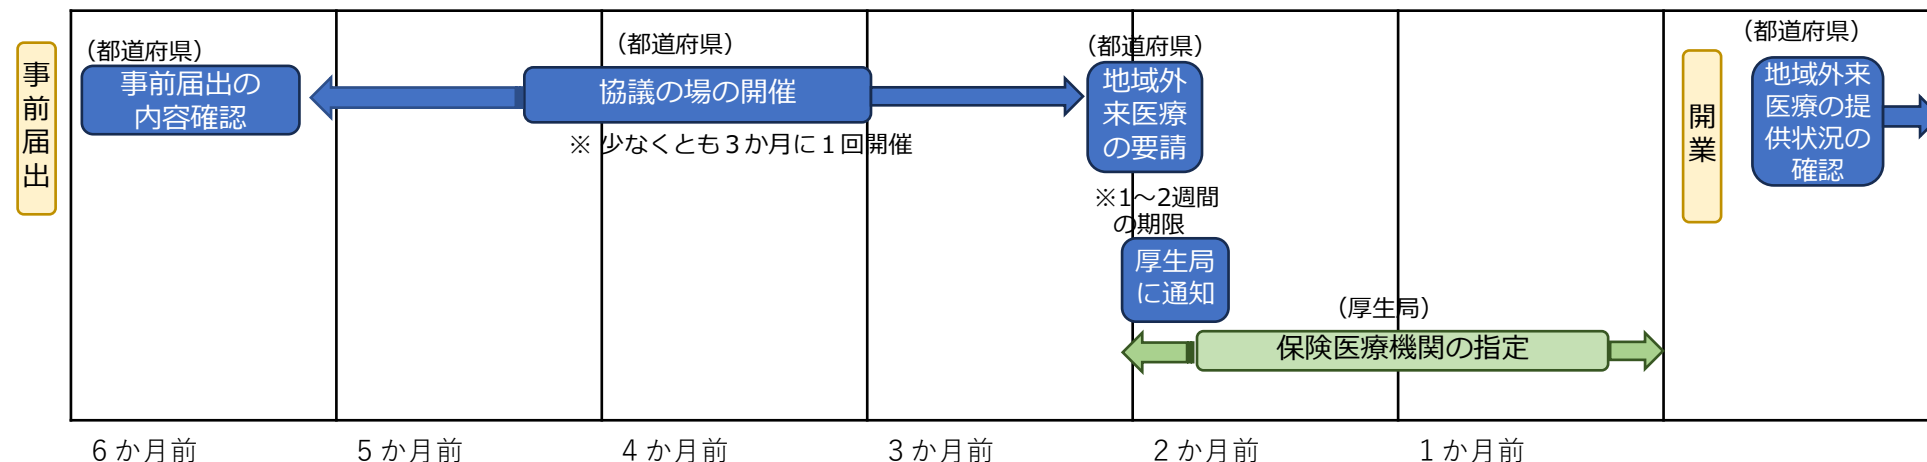 事前届出
（都道府県）
事前届出の
内容確認
（都道府県）
協議の場の開催
※ 少なくとも３か月に１回開催
（都道府県）
地域外
来医療
の要請
※1～2週間
の期限
厚生局
に通知
（厚生局）
保険医療機関の指定
開業
（都道府県）
地域外来
医療の提
供状況の
確認
６か月前
５か月前
４か月前
３か月前
２か月前
１か月前